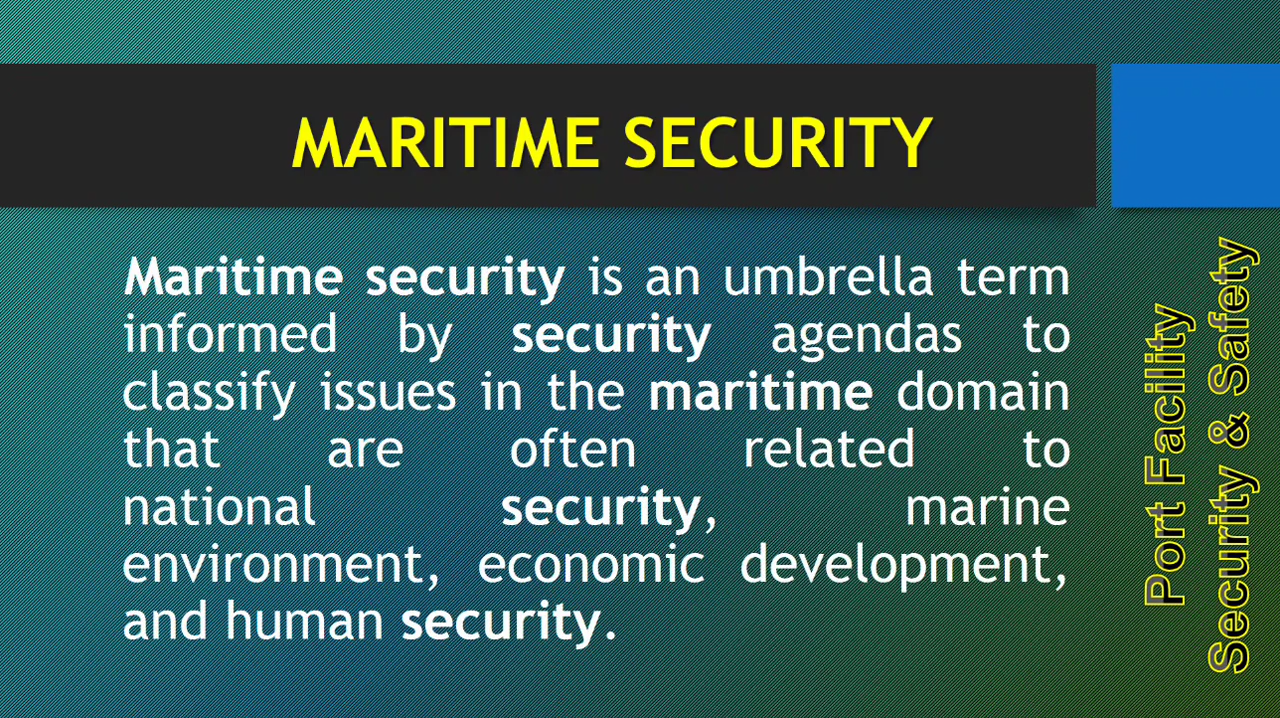 MARITIME SECURITY
Maritime security is an umbrella term
informed by security agendas to
classify issues in the maritime domain
that are often related to
national security, marine
environment, economic development,
and human security.
Port Facility
Security & Safety